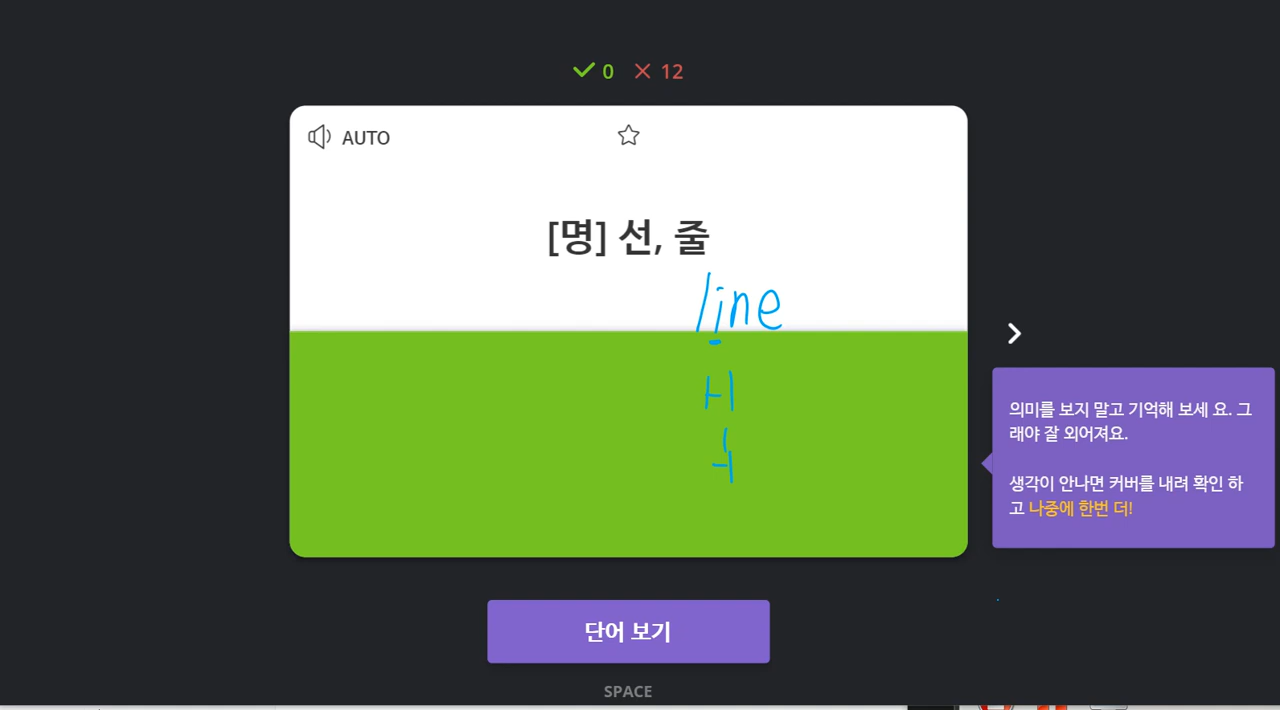 0 12
AUTO
[명] 선, 줄
line
의미를 보지 말고 기억해 보세 요. 그
래야 잘 외어져요.
생각이 안나면 커버를 내려 확인 하
고 나중에 한번 더!
단어 보기
SPACE